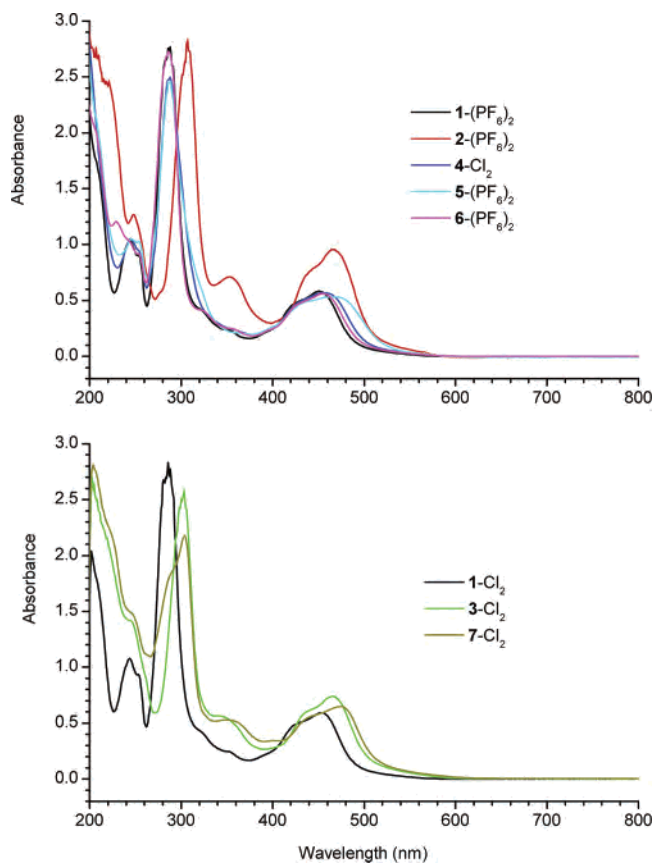 3.0
2.5
2.0
1.5
1.0
0.5
0.0
Absorbance
200 300 400 500 600 700 800
1-(PF₆)₂
2-(PF₆)₂
4-Cl₂
5-(PF₆)₂
6-(PF₆)₂
3.0
2.5
2.0
1.5
1.0
0.5
0.0
Absorbance
200 300 400 500 600 700 800
1-Cl₂
3-Cl₂
7-Cl₂
Wavelength (nm)